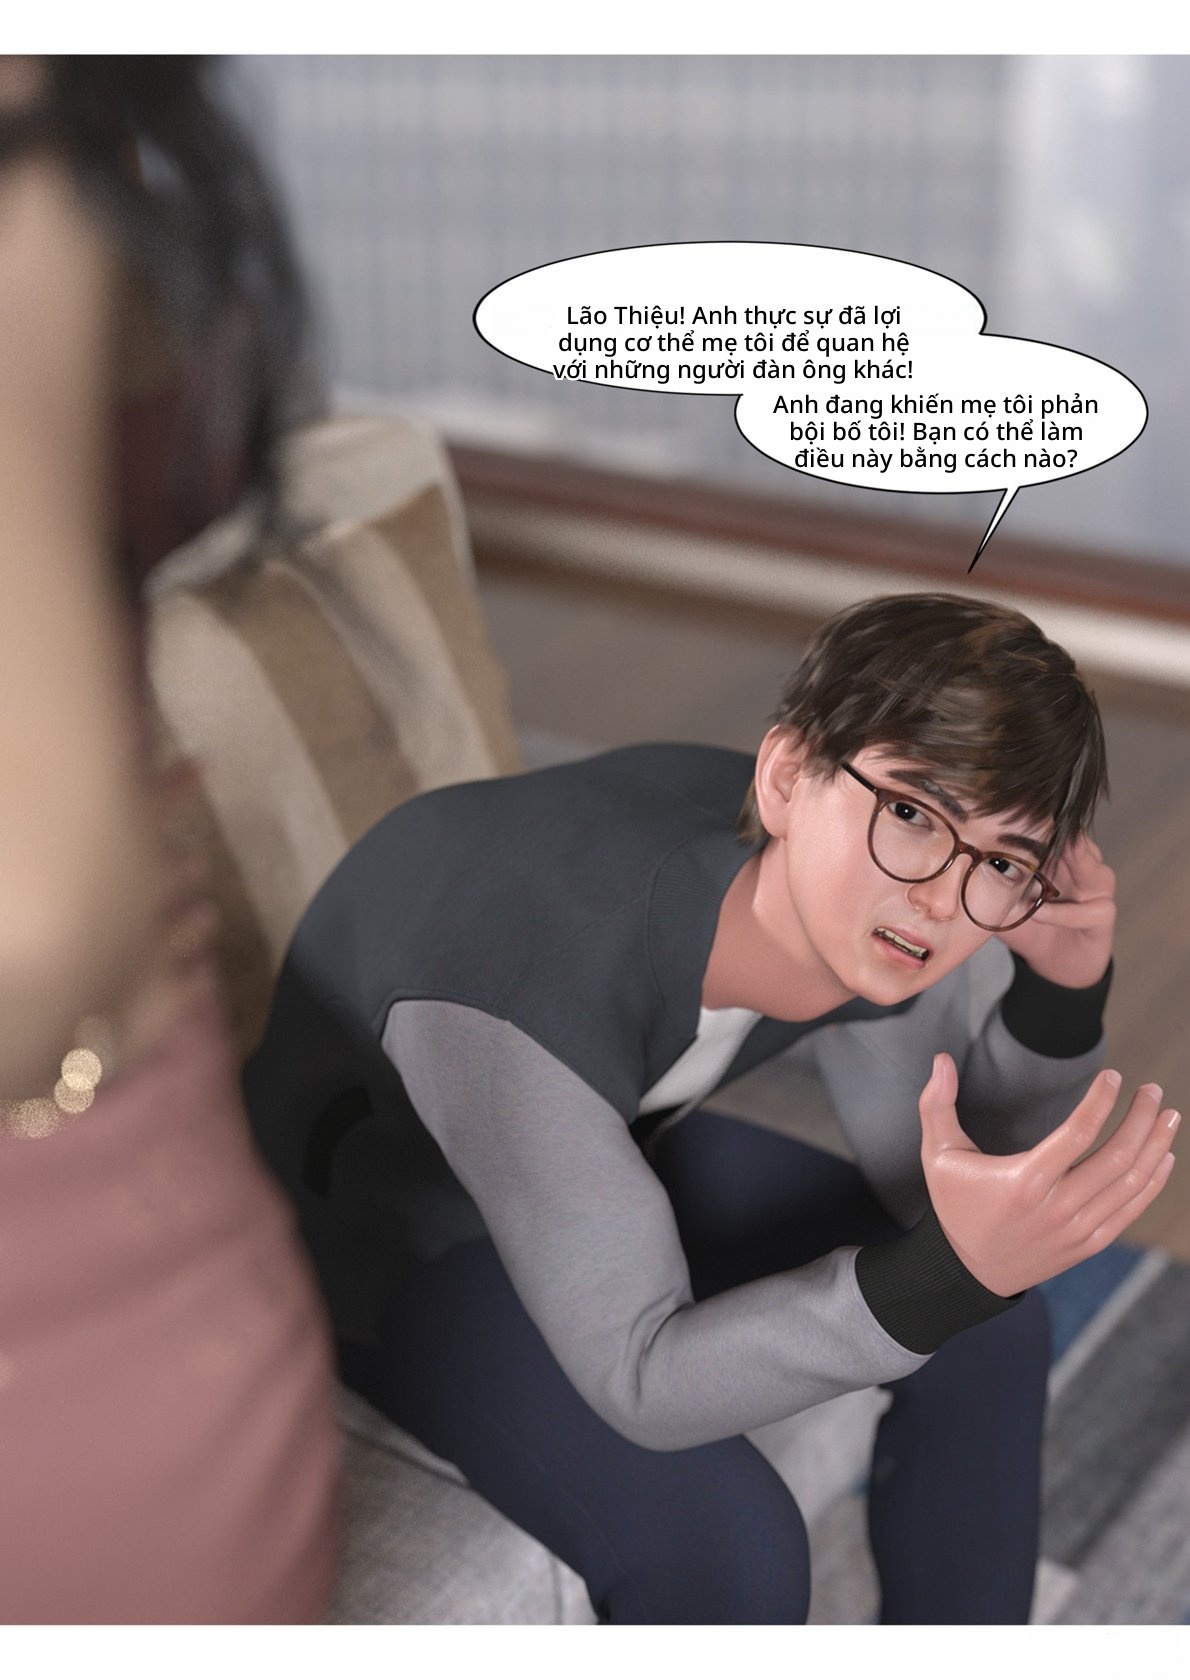 Lão Thiệu! Anh thực sự đã lợi
dụng cơ thể mẹ tôi để quan hệ
với những người đàn ông khác!
Anh đang khiến mẹ tôi phản
bội bố tôi! Bạn có thể làm
điều này bằng cách nào?